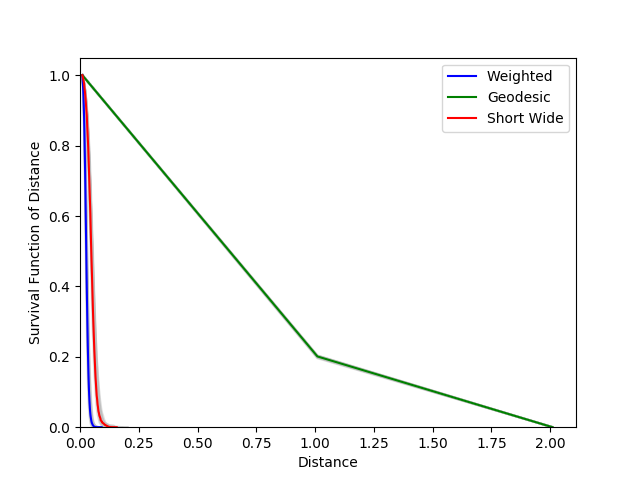 Weighted
Geodesic
Short Wide
1.0
0.8
0.6
0.4
0.2
0.0
Survival Function of Distance
0.00 0.25 0.50 0.75 1.00 1.25 1.50 1.75 2.00
Distance